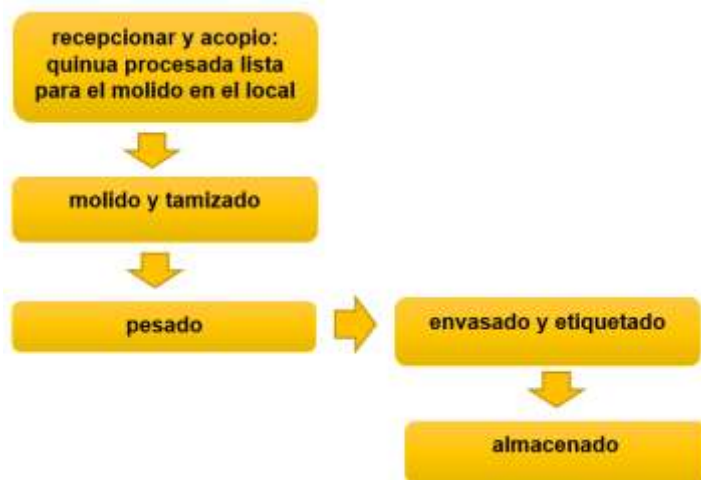 recepcionar y acopio:
quinua procesada lista
para el molido en el local
molido y tamizado
pesado
envasado y etiquetado
almacenado